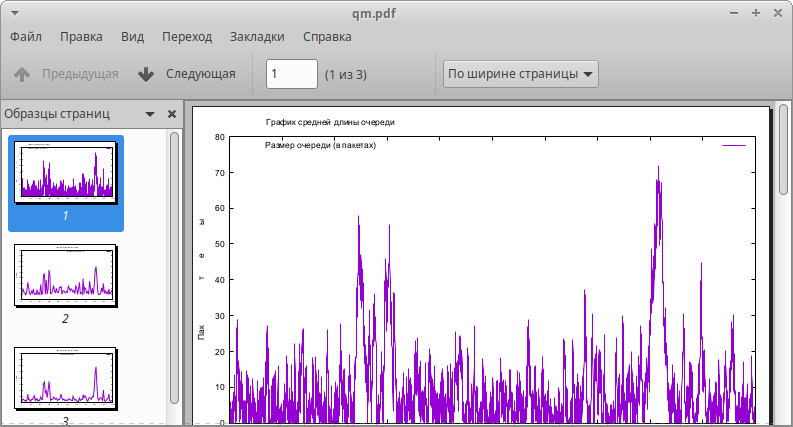 qm.pdf
Файл Правка Вид Переход Закладки Справка
Предыдущая Следующая 1 (1 из 3) По ширине страницы
Образцы страниц
1
2
3
График средней длины очереди
Размер очереди (в пакетах)
80
70
60
50
40
30
20
10
0
Пак т е ы